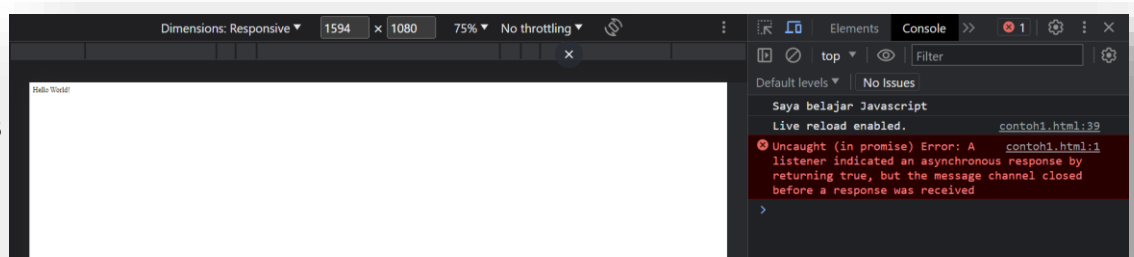 Dimensions: Responsive ▼ 1594 × 1080 75% ▼ No throttling ▼
Elements Console >> 1
top ▼ Filter
Default levels ▼ No Issues
Hello World!
Saya belajar Javascript
Live reload enabled. contoh1.html:39
Uncaught (in promise) Error: A contoh1.html:1
listener indicated an asynchronous response by
returning true, but the message channel closed
before a response was received